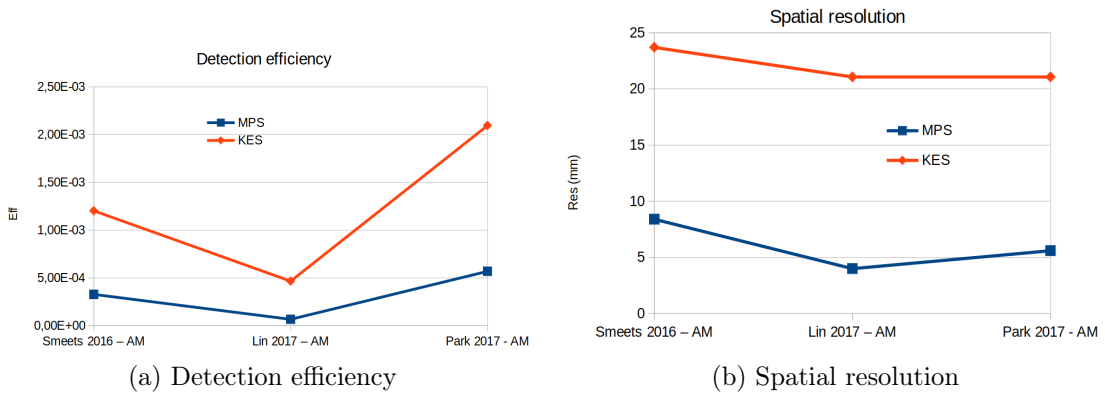 Detection efficiency
2,50E-03
2,00E-03
1,50E-03
1,00E-03
5,00E-04
0,00E+00
Eff
MPS
KES
Smeets 2016 – AM
Lin 2017 – AM
Park 2017 - AM
(a) Detection efficiency
Spatial resolution
25
20
15
10
5
0
Res (mm)
MPS
KES
Smeets 2016 – AM
Lin 2017 – AM
Park 2017 - AM
(b) Spatial resolution